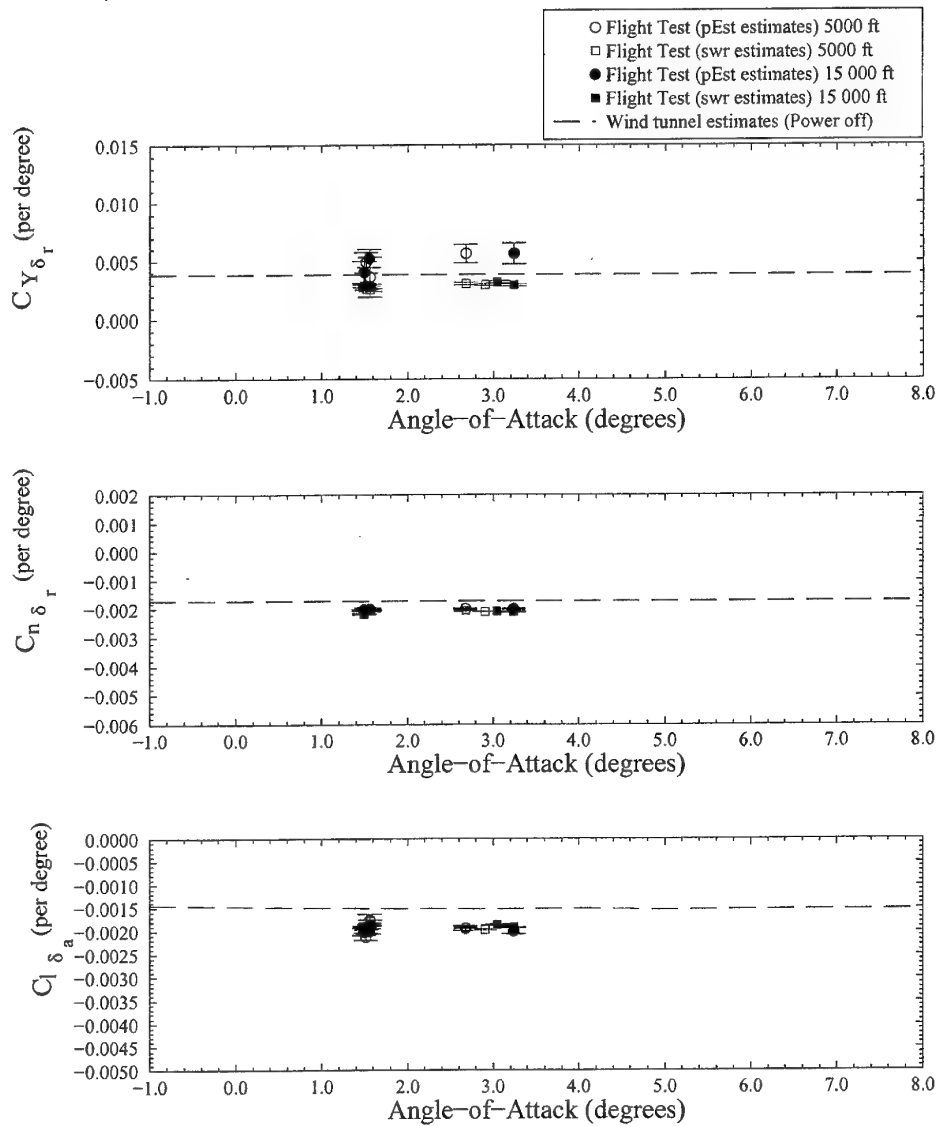 Flight Test (pEst estimates) 5000 ft
Flight Test (swr estimates) 5000 ft
Flight Test (pEst estimates) 15 000 ft
Flight Test (swr estimates) 15 000 ft
Wind tunnel estimates (Power off)
C_Y δ_r (per degree)
0.015
0.010
0.005
0.000
−0.005
−1.0 0.0 1.0 2.0 3.0 4.0 5.0 6.0 7.0 8.0
Angle−of−Attack (degrees)
C_n δ_r (per degree)
0.002
0.001
0.000
−0.001
−0.002
−0.003
−0.004
−0.005
−0.006
−1.0 0.0 1.0 2.0 3.0 4.0 5.0 6.0 7.0 8.0
Angle−of−Attack (degrees)
C_l δ_a (per degree)
0.0000
−0.0005
−0.0010
−0.0015
−0.0020
−0.0025
−0.0030
−0.0035
−0.0040
−0.0045
−0.0050
−1.0 0.0 1.0 2.0 3.0 4.0 5.0 6.0 7.0 8.0
Angle−of−Attack (degrees)